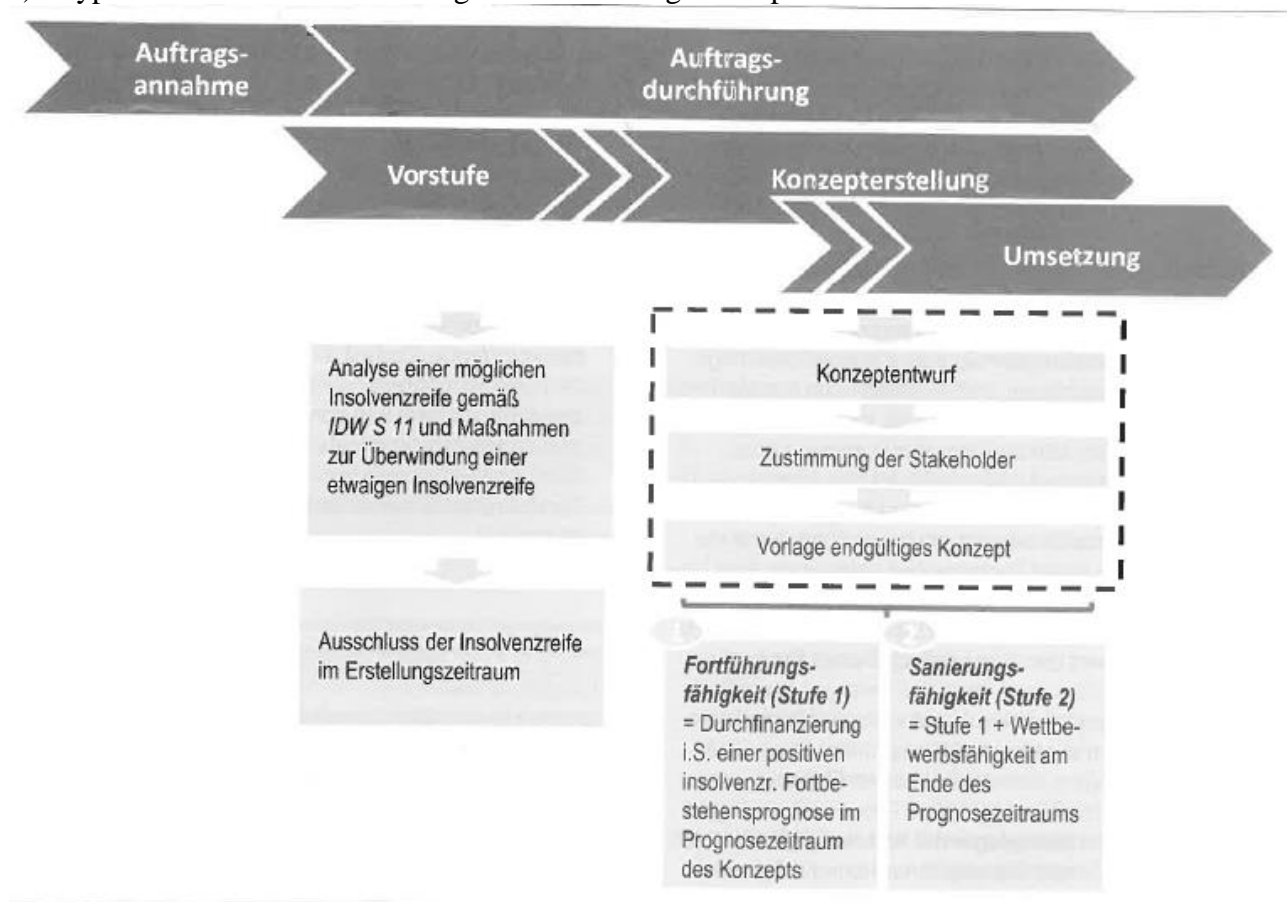 Auftrags-
annahme
Auftrags-
durchführung
Vorstufe
Konzepterstellung
Umsetzung
Analyse einer möglichen
Insolvenzreife gemäß
IDW S 11 und Maßnahmen
zur Überwindung einer
etwaigen Insolvenzreife
Ausschluss der Insolvenzreife
im Erstellungszeitraum
Konzeptentwurf
Zustimmung der Stakeholder
Vorlage endgültiges Konzept
1
Fortführungs-
fähigkeit (Stufe 1)
= Durchfinanzierung
i.S. einer positiven
insolvenzr. Fortbe-
stehensprognose im
Prognosezeitraum
des Konzepts
2
Sanierungs-
fähigkeit (Stufe 2)
= Stufe 1 + Wettbe-
werbsfähigkeit am
Ende des
Prognosezeitraums